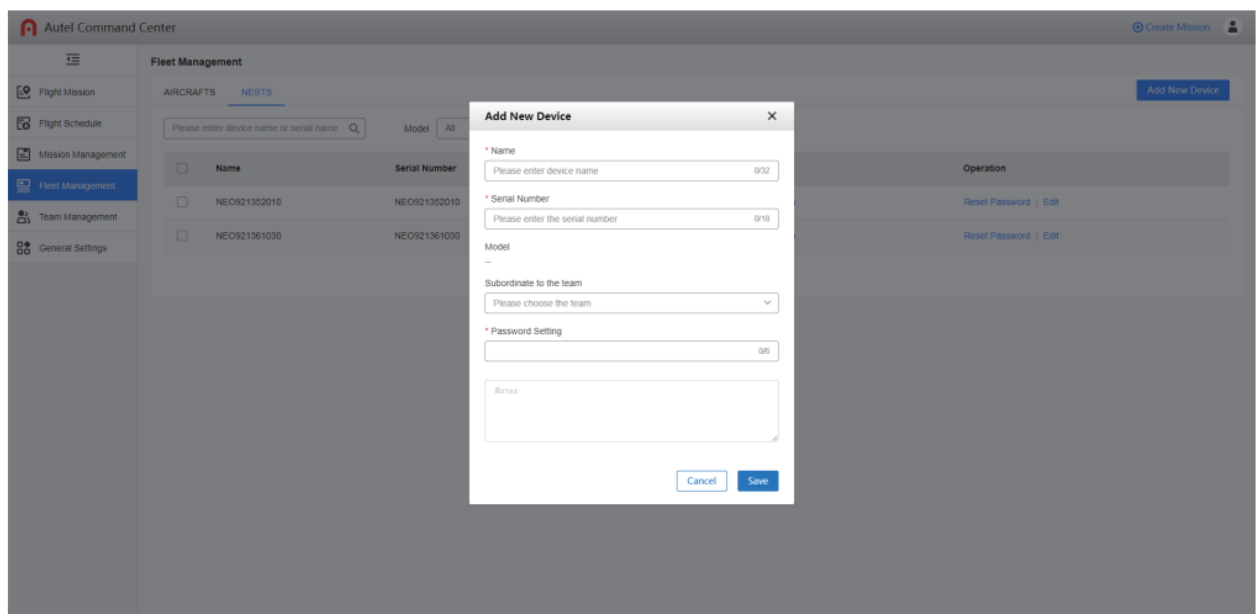 Autel Command Center
Create Mission
Fleet Management
Flight Mission
AIRCRAFTS NESTS
Add New Device
Flight Schedule
Please enter device name or serial name
Model All
Mission Management
Name Serial Number Operation
Fleet Management
NEO921352010 NEO921352010 Reset Password | Edit
Team Management
NEO921361030 NEO921361030 Reset Password | Edit
General Settings
Add New Device
* Name
Please enter device name 0/32
* Serial Number
Please enter the serial number 0/18
Model
--
Subordinate to the team
Please choose the team
* Password Setting
0/6
Notes
Cancel Save